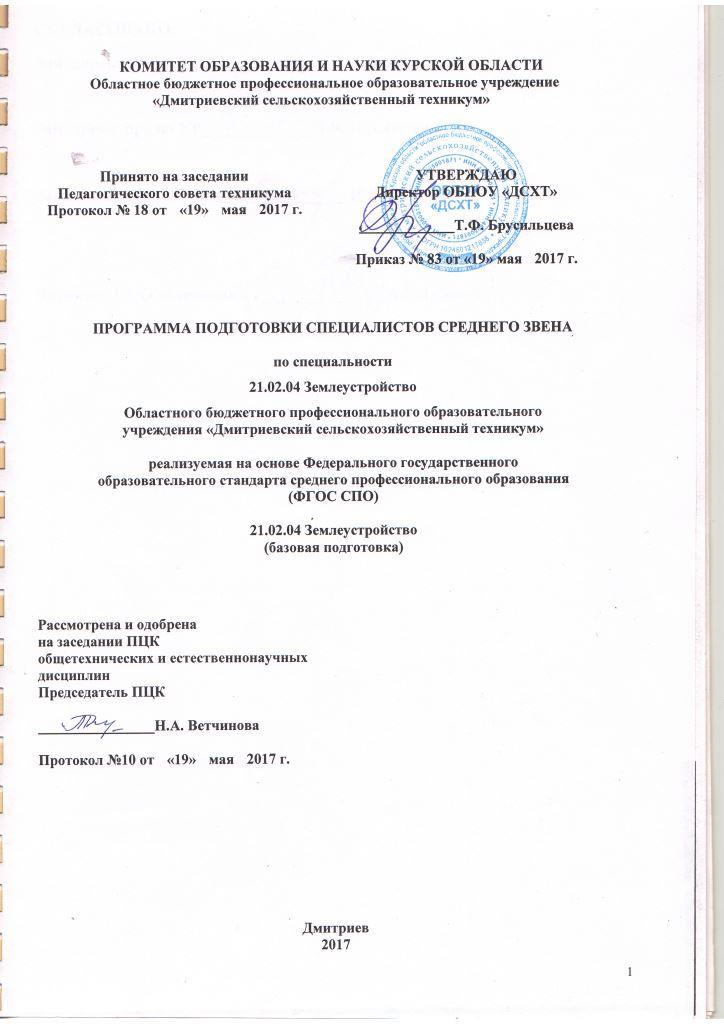 КОМИТЕТ ОБРАЗОВАНИЯ И НАУКИ КУРСКОЙ ОБЛАСТИ
Областное бюджетное профессиональное образовательное учреждение
«Дмитриевский сельскохозяйственный техникум»
Принято на заседании
Педагогического совета техникума
Протокол № 18 от «19» мая 2017 г.
УТВЕРЖДАЮ
Директор ОБПОУ «ДСХТ»
«ДСХТ»
Т.Ф. Брусильцева
Приказ № 83 от «19» мая 2017 г.
ПРОГРАММА ПОДГОТОВКИ СПЕЦИАЛИСТОВ СРЕДНЕГО ЗВЕНА
по специальности
21.02.04 Землеустройство
Областного бюджетного профессионального образовательного
учреждения «Дмитриевский сельскохозяйственный техникум»
реализуемая на основе Федерального государственного
образовательного стандарта среднего профессионального образования
(ФГОС СПО)
21.02.04 Землеустройство
(базовая подготовка)
Рассмотрена и одобрена
на заседании ПЦК
общетехнических и естественнонаучных
дисциплин
Председатель ПЦК
Н.А. Ветчинова
Протокол №10 от «19» мая 2017 г.
Дмитриев
2017
1